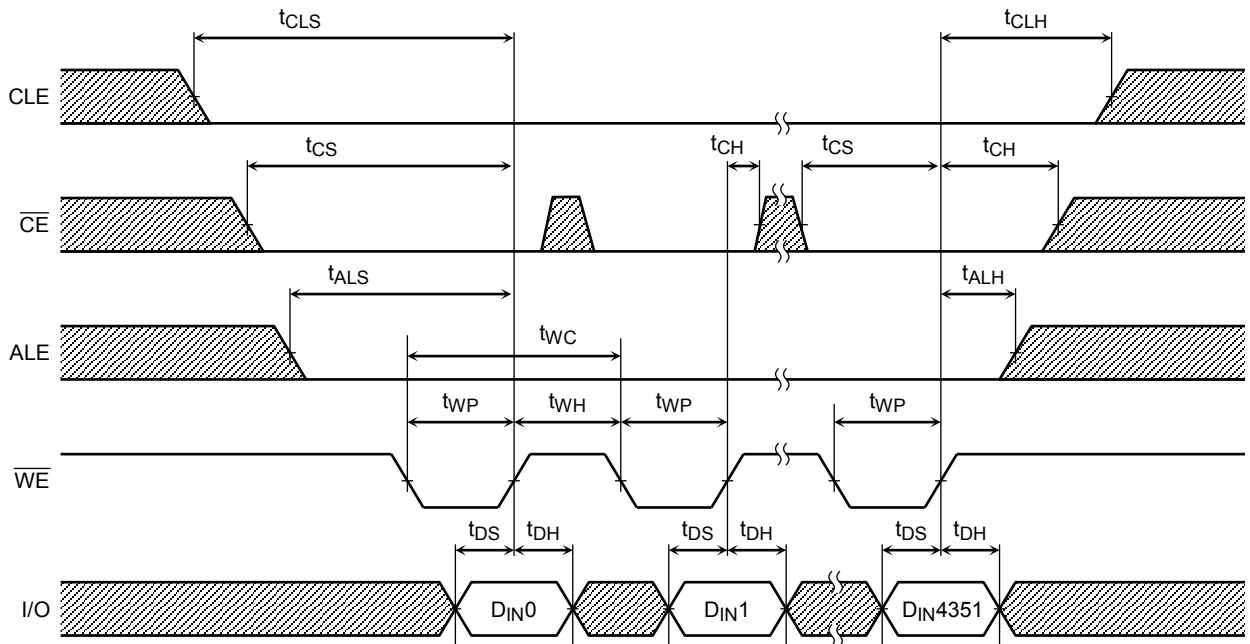 tCLS tCLH
CLE
tCS tCH tCS tCH
CE
tALS tALH
ALE
tWC
tWP tWH tWP tWP
WE
tDS tDH tDS tDH tDS tDH
I/O DIN0 DIN1 DIN4351